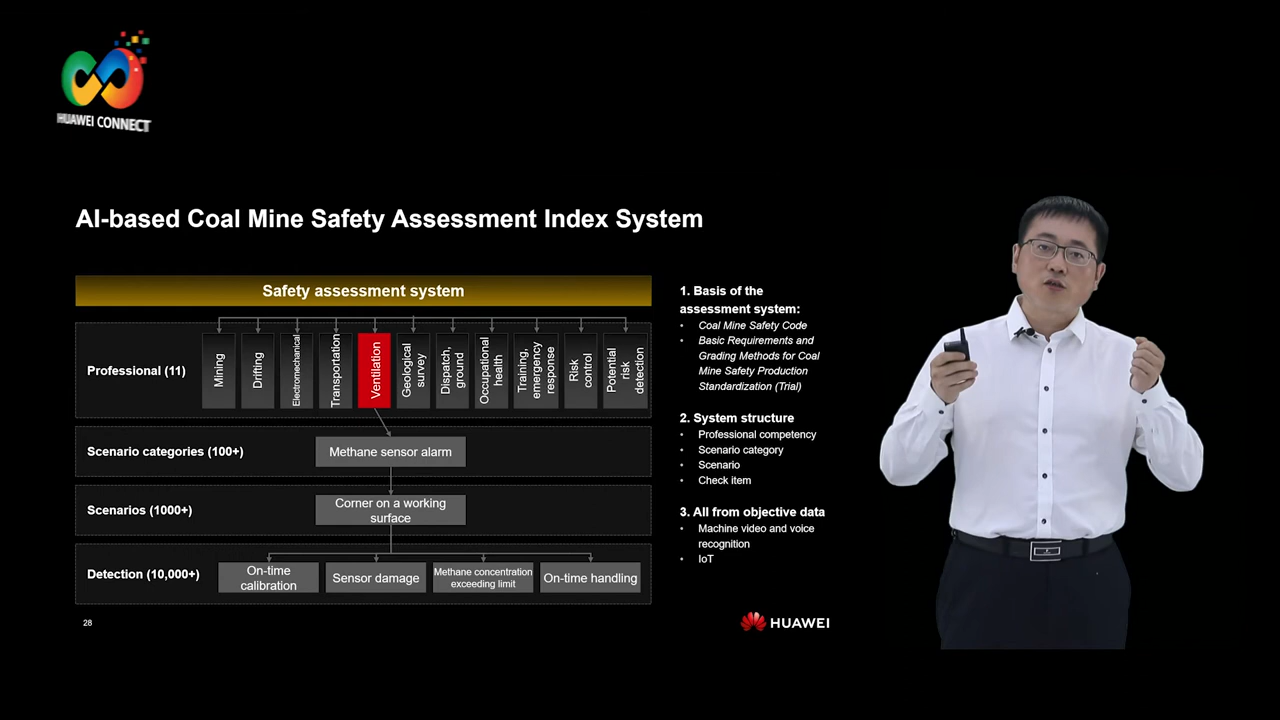 HUAWEI CONNECT
AI-based Coal Mine Safety Assessment Index System
Safety assessment system
Professional (11)
Mining
Drifting
Electromechanical
Transportation
Ventilation
Geological
survey
Dispatch,
ground
Occupational
health
Training,
emergency
response
Risk
control
Potential
risk
detection
Scenario categories (100+)
Methane sensor alarm
Scenarios (1000+)
Corner on a working
surface
Detection (10,000+)
On-time
calibration
Sensor damage
Methane concentration
exceeding limit
On-time handling
1. Basis of the
assessment system:
• Coal Mine Safety Code
• Basic Requirements and
Grading Methods for Coal
Mine Safety Production
Standardization (Trial)
2. System structure
• Professional competency
• Scenario category
• Scenario
• Check item
3. All from objective data
• Machine video and voice
recognition
• IoT
28
HUAWEI